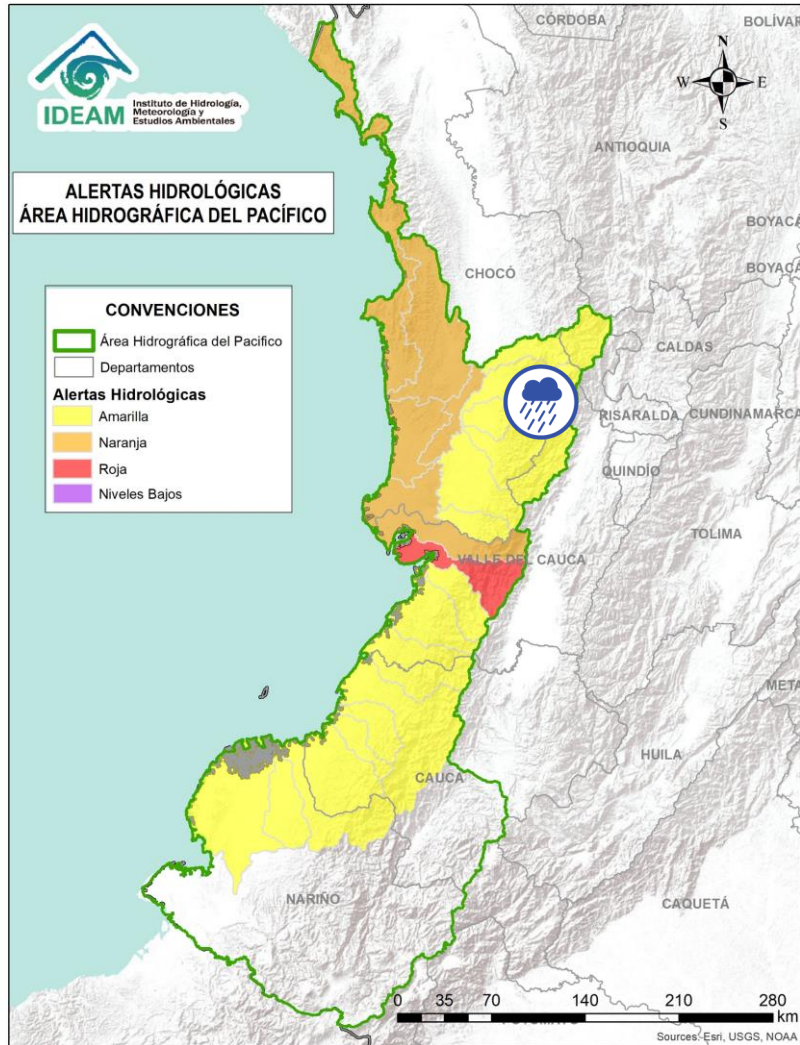 IDEAM
Instituto de Hidrología,
Meteorología y
Estudios Ambientales
CÓRDOBA
BOLÍVAR
N
W
E
S
ANTIOQUIA
ALERTAS HIDROLÓGICAS
ÁREA HIDROGRÁFICA DEL PACÍFICO
BOYACÁ
BOYACÁ
CHOCÓ
CONVENCIONES
Área Hidrográfica del Pacifico
Departamentos
Alertas Hidrológicas
Amarilla
Naranja
Roja
Niveles Bajos
CALDAS
RISARALDA
CUNDINAMARCA
QUINDÍO
TOLIMA
VALLE DEL CAUCA
META
HUILA
CAUCA
NARIÑO
CAQUETÁ
0 35 70 140 210 280
km
Sources: Esri, USGS, NOAA